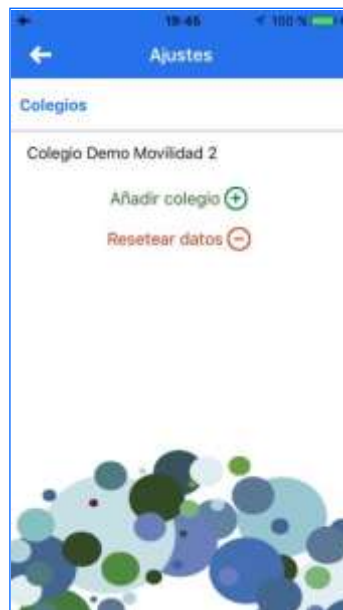 19:46 100 %
Ajustes
Colegios
Colegio Demo Movilidad 2
Añadir colegio
Resetear datos